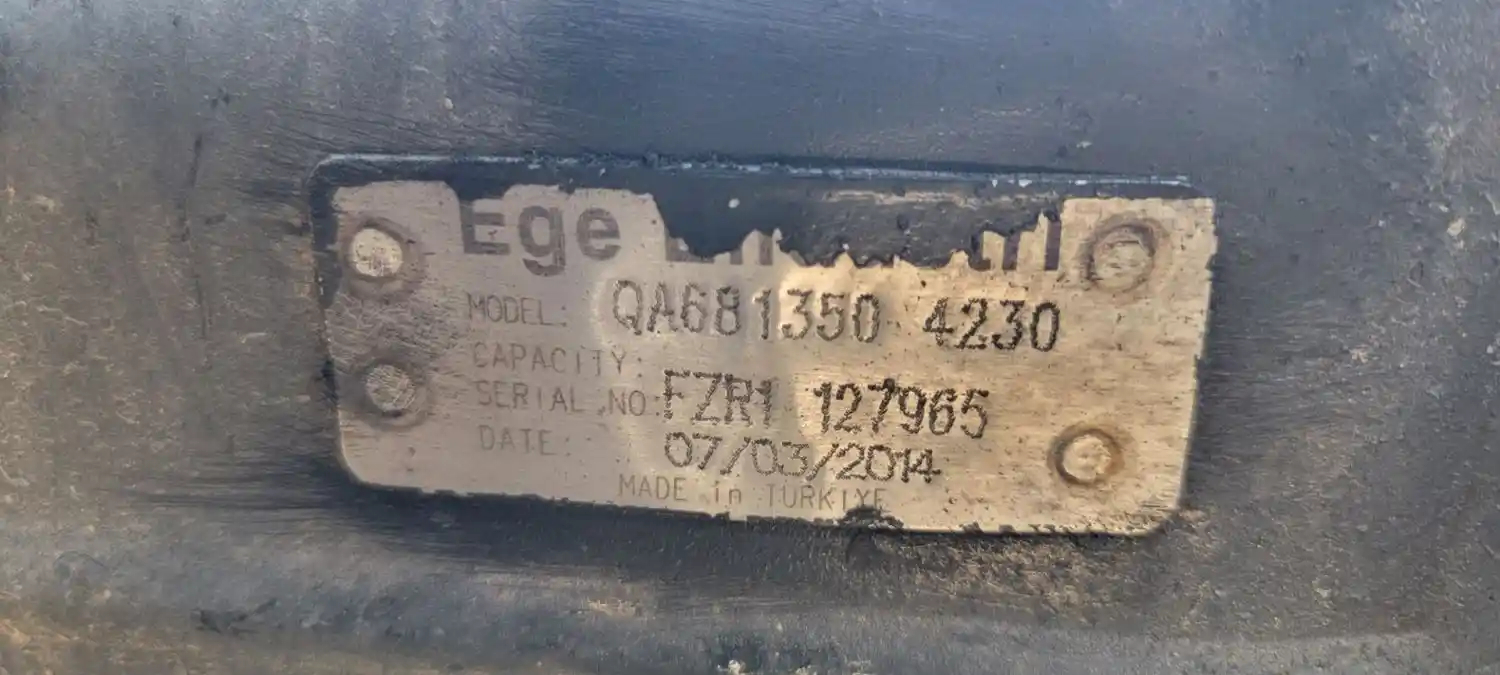 Ege
MODEL: QA681350 4230
CAPACITY:
SERIAL NO: FZR1 127965
DATE: 07/03/2014
MADE in TURKIYE